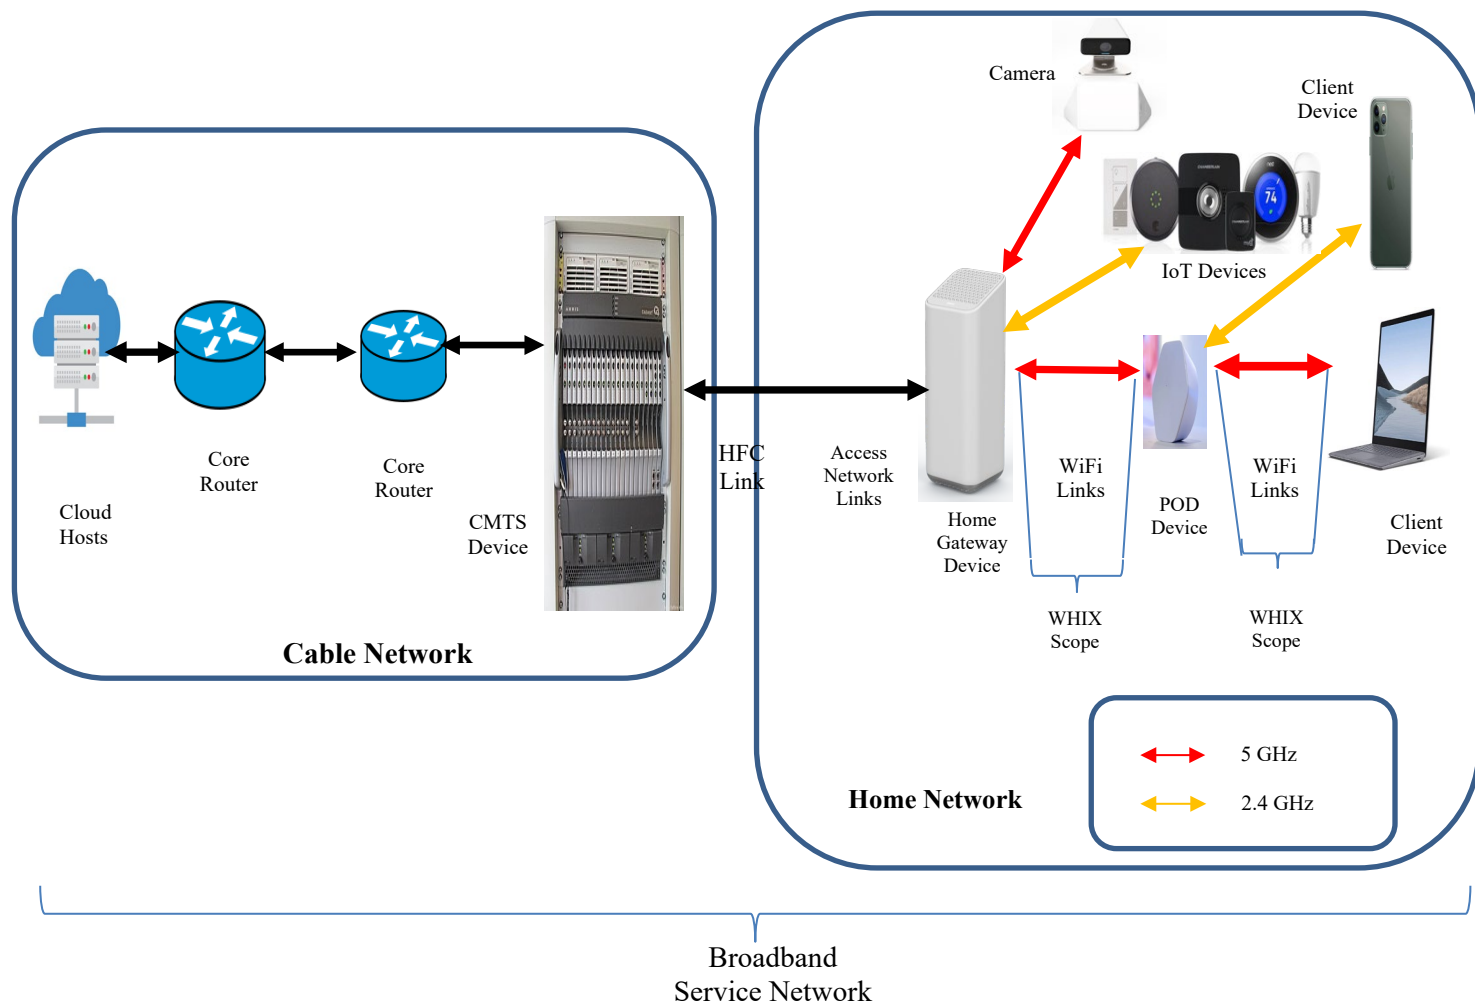 Camera
Client
Device
IoT Devices
74
ARRIS
Cloud
Hosts
Core
Router
Core
Router
CMTS
Device
HFC
Link
Access
Network
Links
Home
Gateway
Device
WiFi
Links
POD
Device
WiFi
Links
Client
Device
WHIX
Scope
WHIX
Scope
Cable Network
Home Network
5 GHz
2.4 GHz
Broadband
Service Network